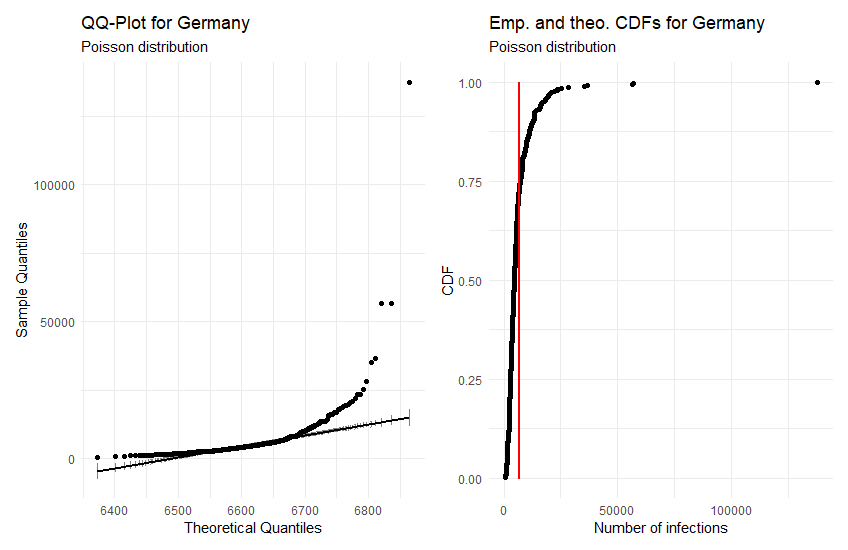 QQ-Plot for Germany
Poisson distribution
Sample Quantiles
100000
50000
0
6400 6500 6600 6700 6800
Theoretical Quantiles
Emp. and theo. CDFs for Germany
Poisson distribution
CDF
1.00
0.75
0.50
0.25
0.00
0 50000 100000
Number of infections